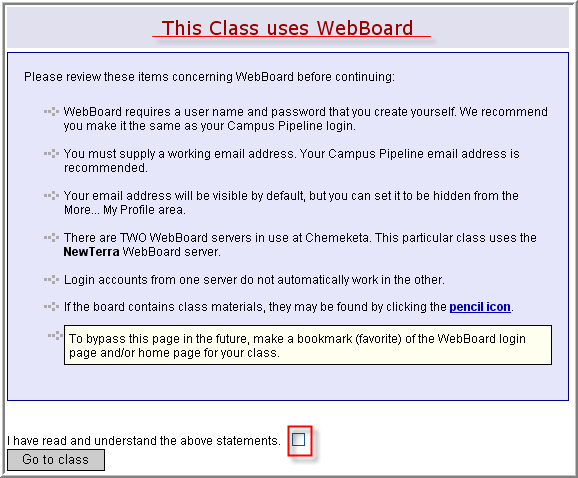 This Class uses WebBoard
Please review these items concerning WebBoard before continuing:
WebBoard requires a user name and password that you create yourself. We recommend
you make it the same as your Campus Pipeline login.
You must supply a working email address. Your Campus Pipeline email address is
recommended.
Your email address will be visible by default, but you can set it to be hidden from the
More... My Profile area.
There are TWO WebBoard servers in use at Chemeketa. This particular class uses the
NewTerra WebBoard server.
Login accounts from one server do not automatically work in the other.
If the board contains class materials, they may be found by clicking the pencil icon.
To bypass this page in the future, make a bookmark (favorite) of the WebBoard login
page and/or home page for your class.
I have read and understand the above statements.
Go to class